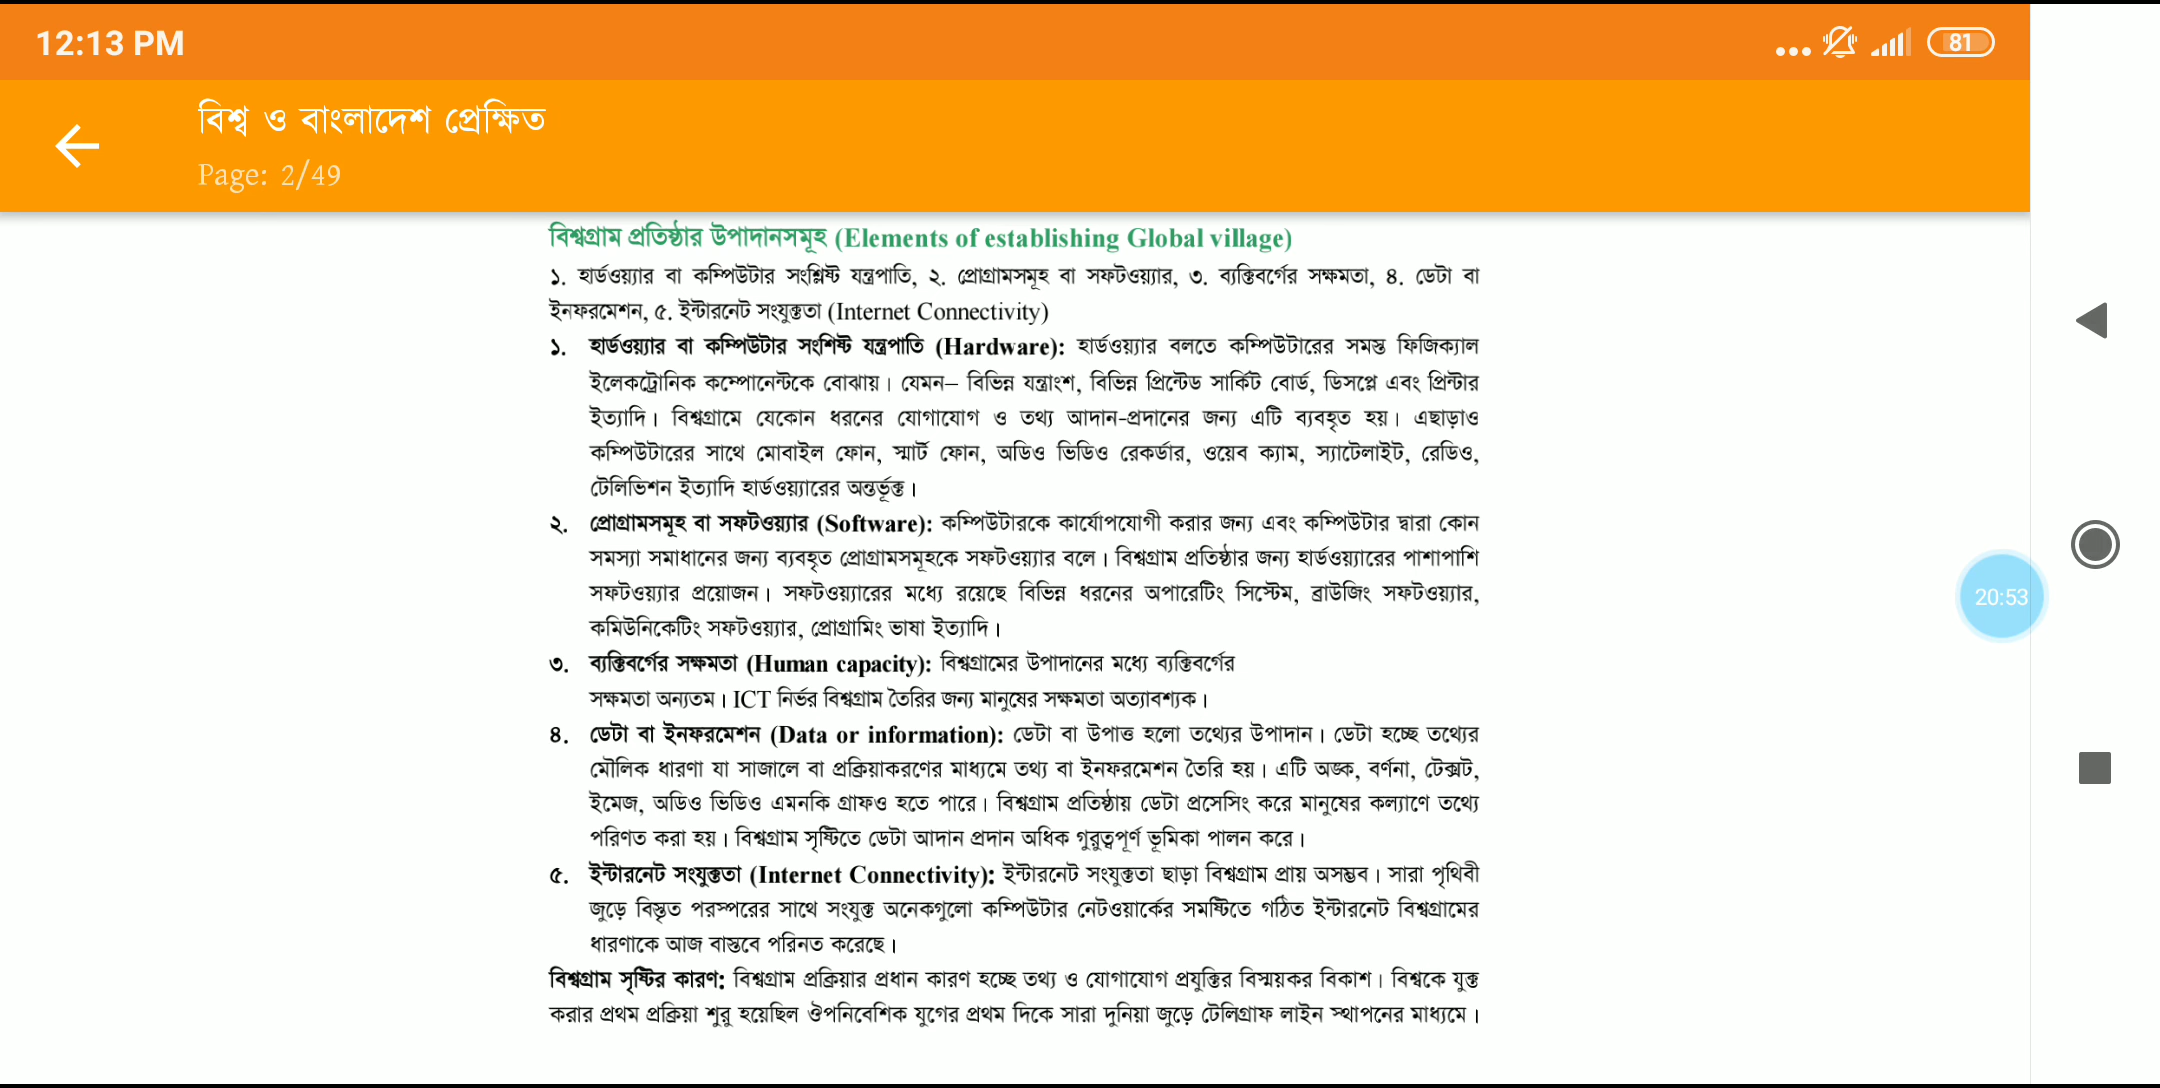 12:13 PM
81
বিশ্ব ও বাংলাদেশ প্রেক্ষিত
Page: 2/49
বিশ্বগ্রাম প্রতিষ্ঠার উপাদানসমূহ (Elements of establishing Global village)
১. হার্ডওয়্যার বা কম্পিউটার সংশ্লিষ্ট যন্ত্রপাতি, ২. প্রোগ্রামসমূহ বা সফটওয়্যার, ৩. ব্যক্তিবর্গের সক্ষমতা, ৪. ডেটা বা
ইনফরমেশন, ৫. ইন্টারনেট সংযুক্ততা (Internet Connectivity)
১. হার্ডওয়্যার বা কম্পিউটার সংশিষ্ট যন্ত্রপাতি (Hardware): হার্ডওয়্যার বলতে কম্পিউটারের সমস্ত ফিজিক্যাল
ইলেকট্রোনিক কম্পোনেন্টকে বোঝায়। যেমন– বিভিন্ন যন্ত্রাংশ, বিভিন্ন প্রিন্টেড সার্কিট বোর্ড, ডিসপ্লে এবং প্রিন্টার
ইত্যাদি। বিশ্বগ্রামে যেকোন ধরনের যোগাযোগ ও তথ্য আদান-প্রদানের জন্য এটি ব্যবহৃত হয়। এছাড়াও
কম্পিউটারের সাথে মোবাইল ফোন, স্মার্ট ফোন, অডিও ভিডিও রেকর্ডার, ওয়েব ক্যাম, স্যাটেলাইট, রেডিও,
টেলিভিশন ইত্যাদি হার্ডওয়্যারের অন্তর্ভূক্ত।
২. প্রোগ্রামসমূহ বা সফটওয়্যার (Software): কম্পিউটারকে কার্যোপযোগী করার জন্য এবং কম্পিউটার দ্বারা কোন
সমস্যা সমাধানের জন্য ব্যবহৃত প্রোগ্রামসমূহকে সফটওয়্যার বলে। বিশ্বগ্রাম প্রতিষ্ঠার জন্য হার্ডওয়্যারের পাশাপাশি
সফটওয়্যার প্রয়োজন। সফটওয়্যারের মধ্যে রয়েছে বিভিন্ন ধরনের অপারেটিং সিস্টেম, ব্রাউজিং সফটওয়্যার,
কমিউনিকেটিং সফটওয়্যার, প্রোগ্রামিং ভাষা ইত্যাদি।
৩. ব্যক্তিবর্গের সক্ষমতা (Human capacity): বিশ্বগ্রামের উপাদানের মধ্যে ব্যক্তিবর্গের
সক্ষমতা অন্যতম। ICT নির্ভর বিশ্বগ্রাম তৈরির জন্য মানুষের সক্ষমতা অত্যাবশ্যক।
৪. ডেটা বা ইনফরমেশন (Data or information): ডেটা বা উপাত্ত হলো তথ্যের উপাদান। ডেটা হচ্ছে তথ্যের
মৌলিক ধারণা যা সাজালে বা প্রক্রিয়াকরণের মাধ্যমে তথ্য বা ইনফরমেশন তৈরি হয়। এটি অঙ্ক, বর্ণনা, টেক্সট,
ইমেজ, অডিও ভিডিও এমনকি গ্রাফও হতে পারে। বিশ্বগ্রাম প্রতিষ্ঠায় ডেটা প্রসেসিং করে মানুষের কল্যাণে তথ্যে
পরিণত করা হয়। বিশ্বগ্রাম সৃষ্টিতে ডেটা আদান প্রদান অধিক গুরুত্বপূর্ণ ভূমিকা পালন করে।
৫. ইন্টারনেট সংযুক্ততা (Internet Connectivity): ইন্টারনেট সংযুক্ততা ছাড়া বিশ্বগ্রাম প্রায় অসম্ভব। সারা পৃথিবী
জুড়ে বিস্তৃত পরস্পরের সাথে সংযুক্ত অনেকগুলো কম্পিউটার নেটওয়ার্কের সমষ্টিতে গঠিত ইন্টারনেট বিশ্বগ্রামের
ধারণাকে আজ বাস্তবে পরিনত করেছে।
বিশ্বগ্রাম সৃষ্টির কারণ: বিশ্বগ্রাম প্রক্রিয়ার প্রধান কারণ হচ্ছে তথ্য ও যোগাযোগ প্রযুক্তির বিস্ময়কর বিকাশ। বিশ্বকে যুক্ত
করার প্রথম প্রক্রিয়া শুরু হয়েছিল ঔপনিবেশিক যুগের প্রথম দিকে সারা দুনিয়া জুড়ে টেলিগ্রাফ লাইন স্থাপনের মাধ্যমে।
20:53